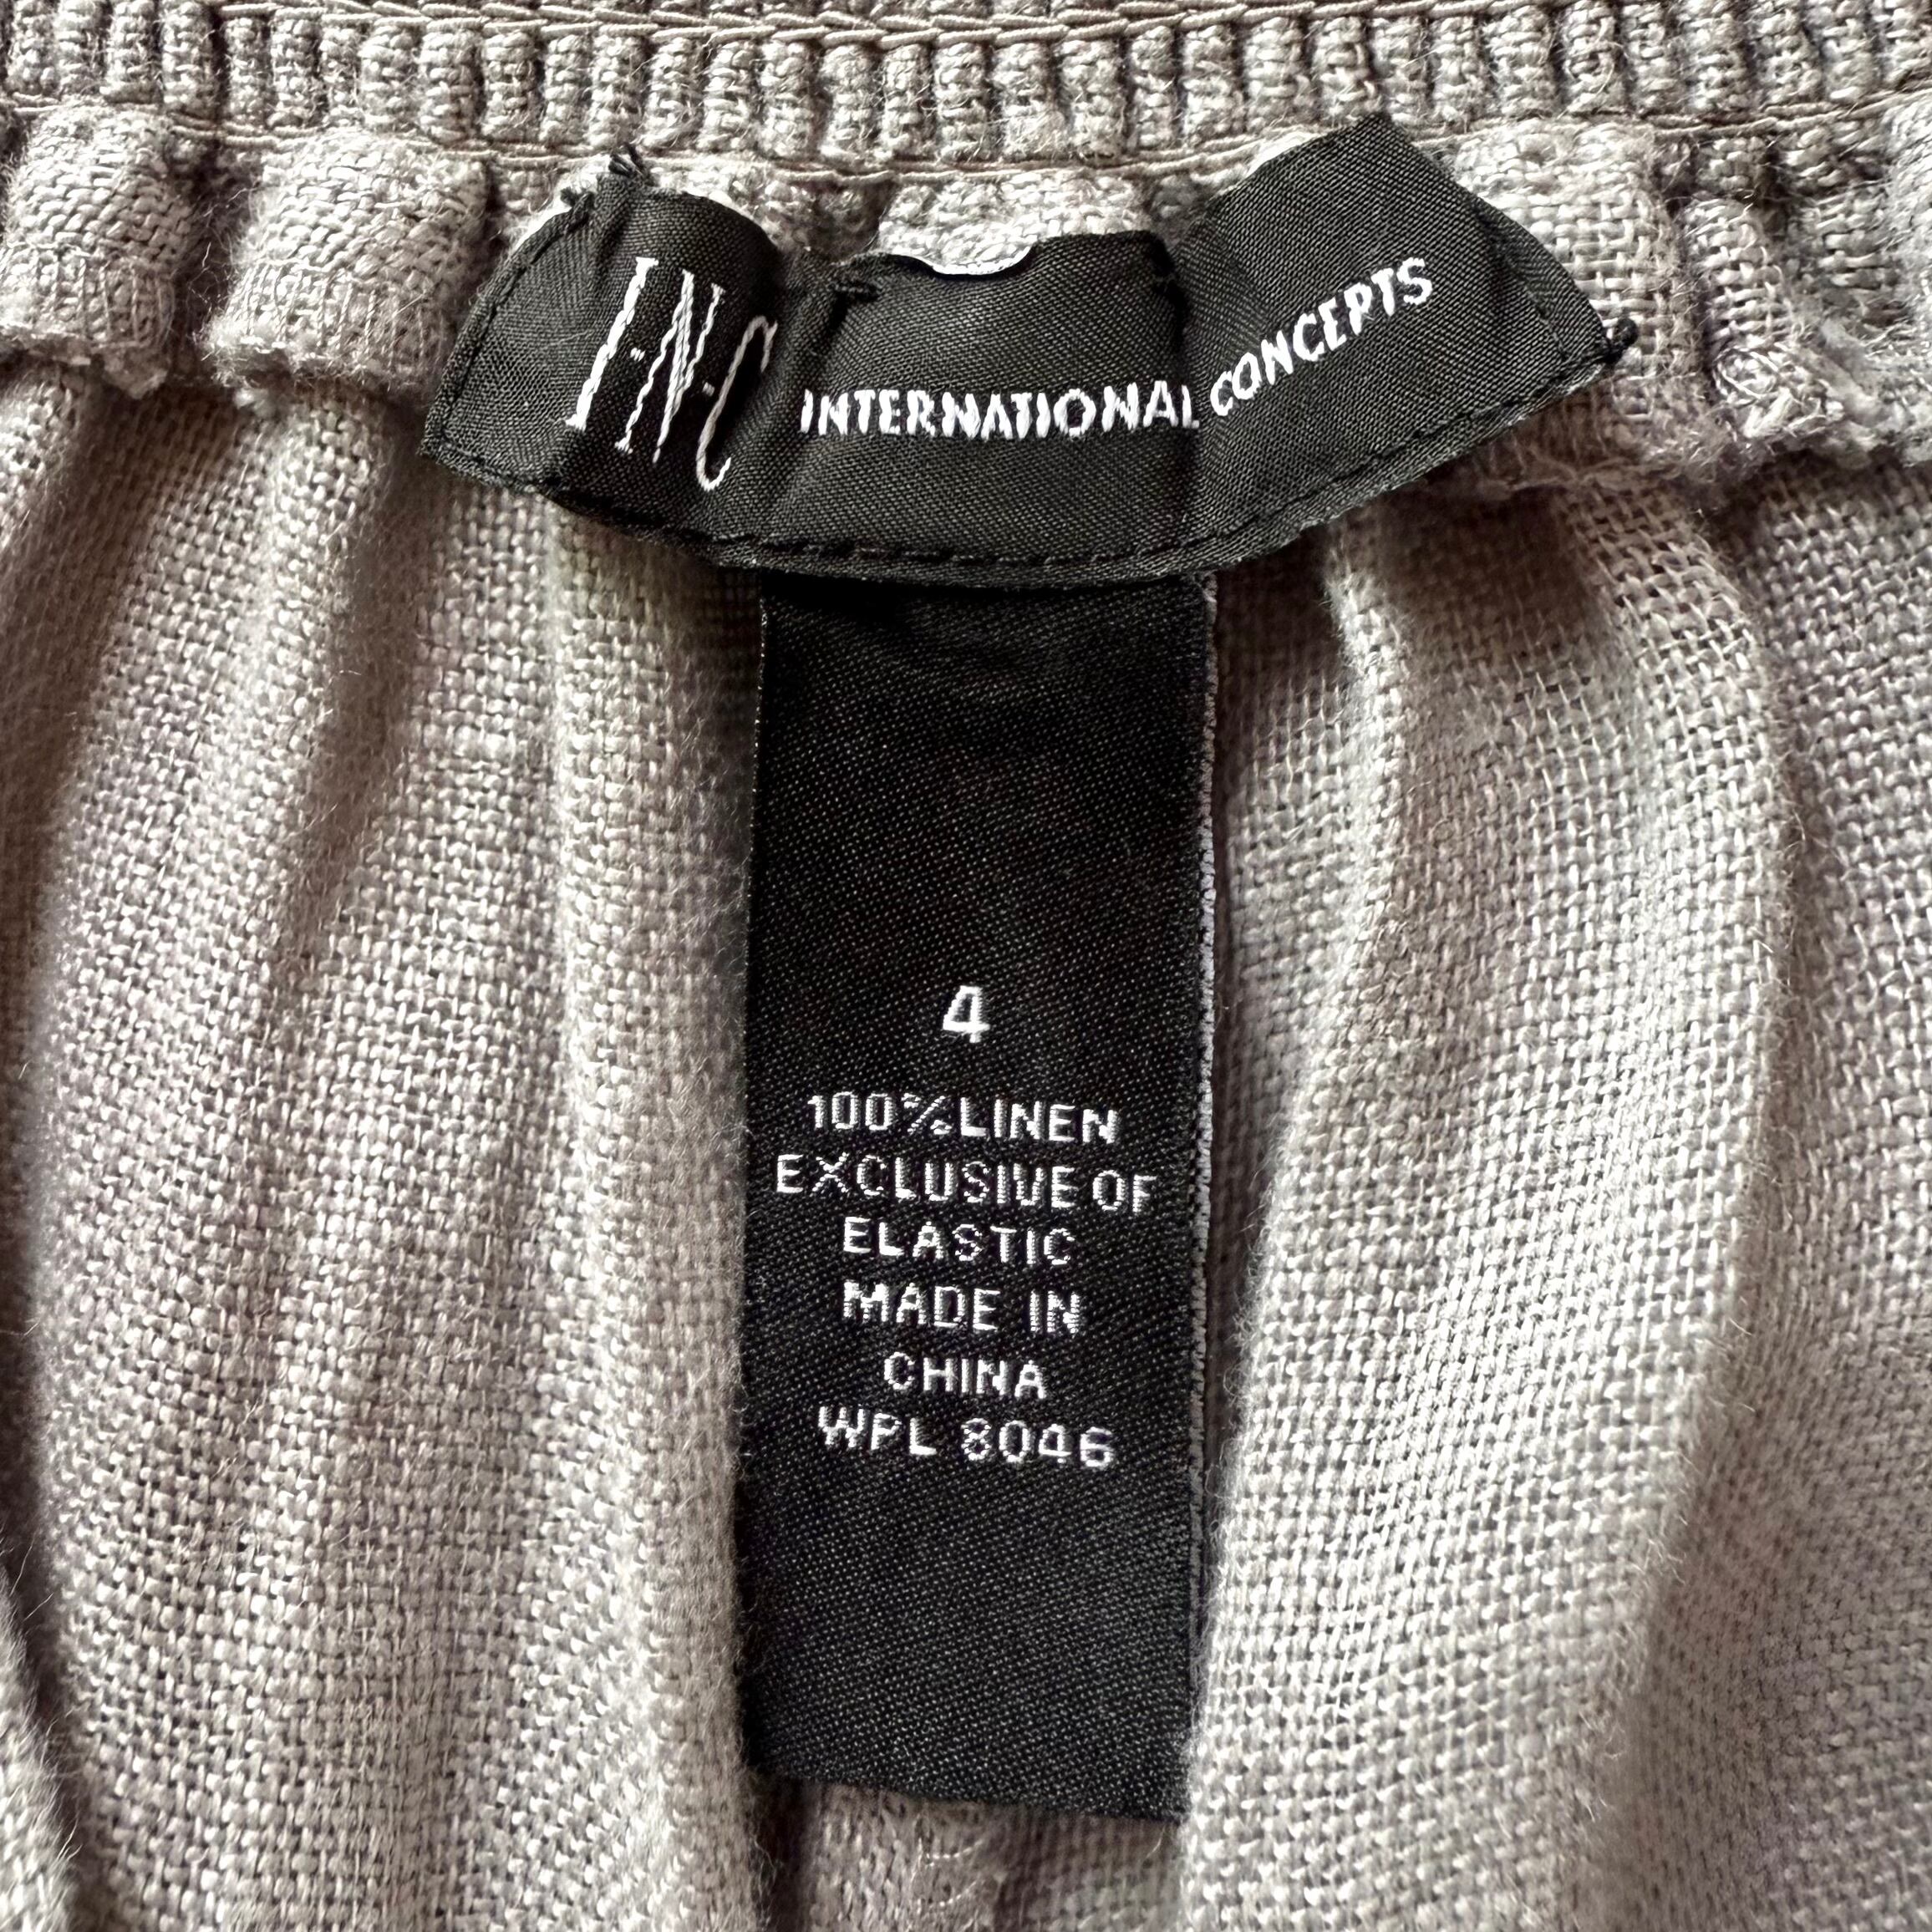 I·N·C INTERNATIONAL CONCEPTS
4
100% LINEN
EXCLUSIVE OF
ELASTIC
MADE IN
CHINA
WPL 8046